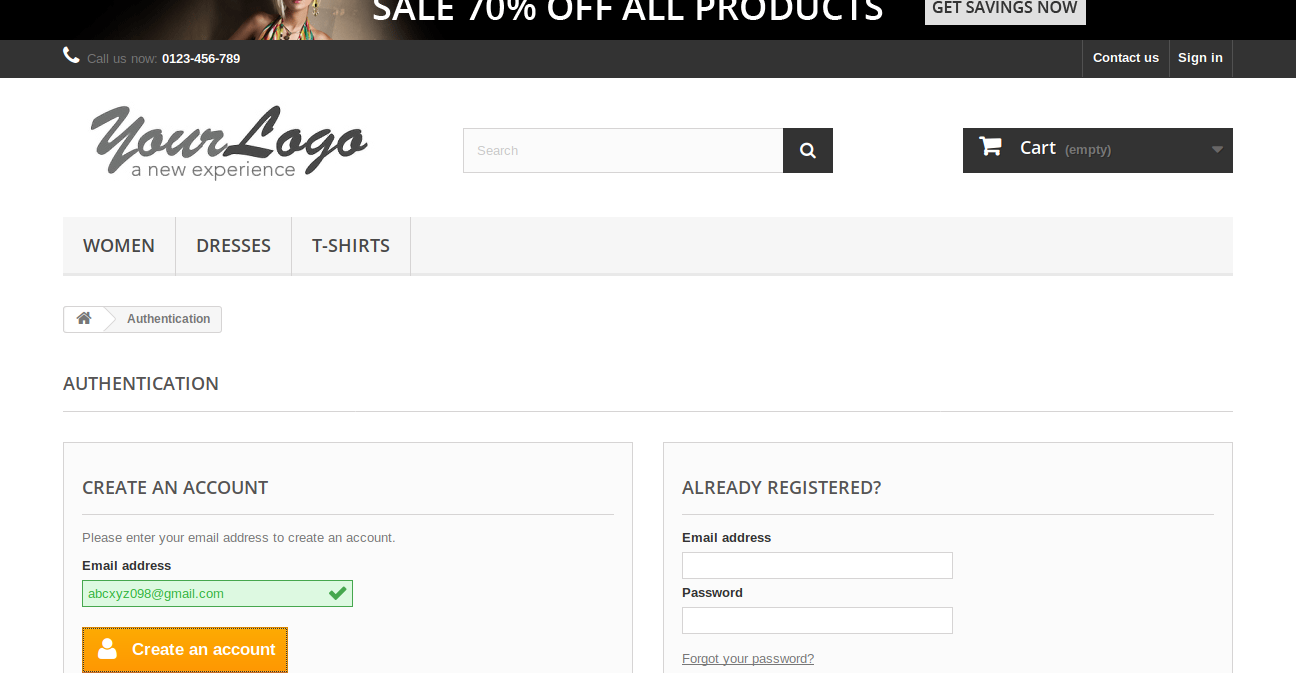 SALE 70% OFF ALL PRODUCTS
GET SAVINGS NOW
Call us now: 0123-456-789
Contact us
Sign in
YourLogo
a new experience
Search
Cart (empty)
WOMEN
DRESSES
T-SHIRTS
Authentication
AUTHENTICATION
CREATE AN ACCOUNT
Please enter your email address to create an account.
Email address
abcxyz098@gmail.com
Create an account
ALREADY REGISTERED?
Email address
Password
Forgot your password?